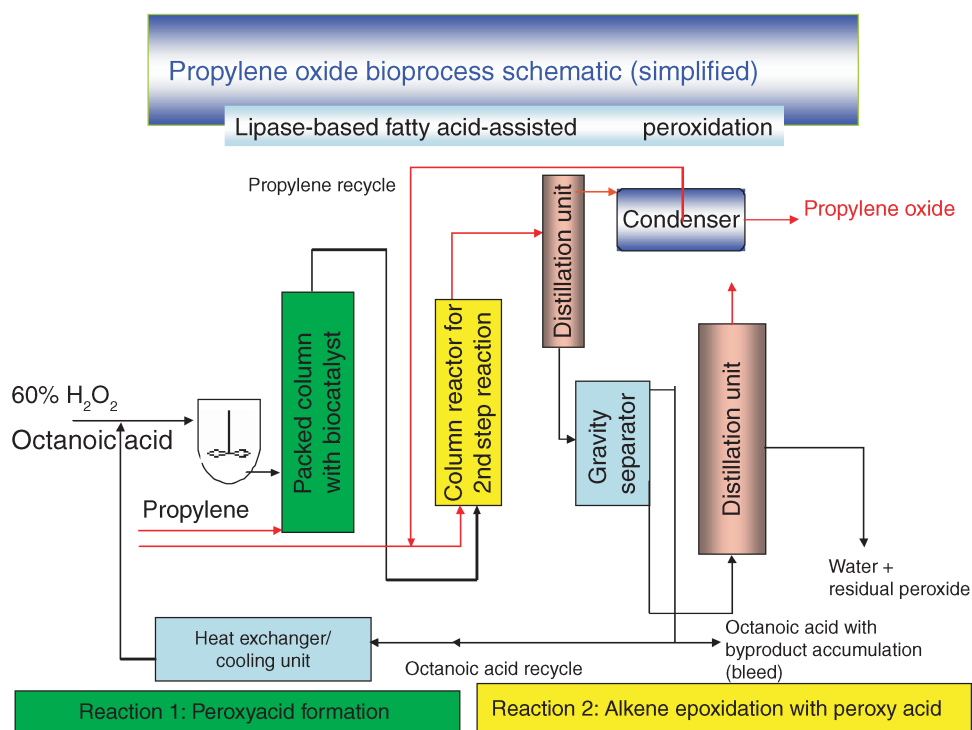 Propylene oxide bioprocess schematic (simplified)
Lipase-based fatty acid-assisted peroxidation
Propylene recycle
Distillation unit
Condenser
Propylene oxide
60% H₂O₂
Octanoic acid
Packed column
with biocatalyst
Column reactor for
2nd step reaction
Gravity
separator
Distillation unit
Propylene
Water +
residual peroxide
Heat exchanger/
cooling unit
Octanoic acid recycle
Octanoic acid with
byproduct accumulation
(bleed)
Reaction 1: Peroxyacid formation
Reaction 2: Alkene epoxidation with peroxy acid